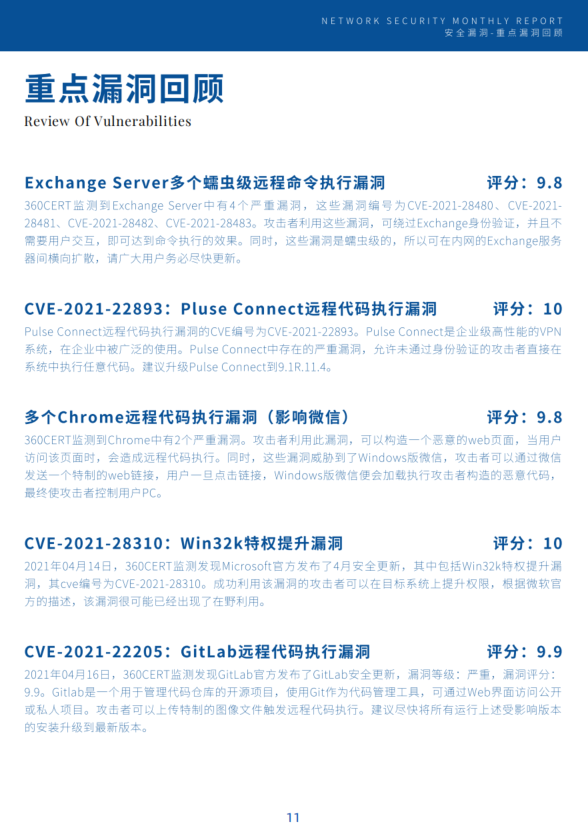 NETWORK SECURITY MONTHLY REPORT
安全漏洞-重点漏洞回顾
重点漏洞回顾
Review Of Vulnerabilities
Exchange Server多个蠕虫级远程命令执行漏洞 评分：9.8
360CERT监测到Exchange Server中有4个严重漏洞，这些漏洞编号为CVE-2021-28480、CVE-2021-
28481、CVE-2021-28482、CVE-2021-28483。攻击者利用这些漏洞，可绕过Exchange身份验证，并且不
需要用户交互，即可达到命令执行的效果。同时，这些漏洞是蠕虫级的，所以可在内网的Exchange服务
器间横向扩散，请广大用户务必尽快更新。
CVE-2021-22893：Pluse Connect远程代码执行漏洞 评分：10
Pulse Connect远程代码执行漏洞的CVE编号为CVE-2021-22893。Pulse Connect是企业级高性能的VPN
系统，在企业中被广泛的使用。Pulse Connect中存在的严重漏洞，允许未通过身份验证的攻击者直接在
系统中执行任意代码。建议升级Pulse Connect到9.1R.11.4。
多个Chrome远程代码执行漏洞（影响微信） 评分：9.8
360CERT监测到Chrome中有2个严重漏洞。攻击者利用此漏洞，可以构造一个恶意的web页面，当用户
访问该页面时，会造成远程代码执行。同时，这些漏洞威胁到了Windows版微信，攻击者可以通过微信
发送一个特制的web链接，用户一旦点击链接，Windows版微信便会加载执行攻击者构造的恶意代码，
最终使攻击者控制用户PC。
CVE-2021-28310：Win32k特权提升漏洞 评分：10
2021年04月14日，360CERT监测发现Microsoft官方发布了4月安全更新，其中包括Win32k特权提升漏
洞，其cve编号为CVE-2021-28310。成功利用该漏洞的攻击者可以在目标系统上提升权限，根据微软官
方的描述，该漏洞很可能已经出现了在野利用。
CVE-2021-22205：GitLab远程代码执行漏洞 评分：9.9
2021年04月16日，360CERT监测发现GitLab官方发布了GitLab安全更新，漏洞等级：严重，漏洞评分：
9.9。Gitlab是一个用于管理代码仓库的开源项目，使用Git作为代码管理工具，可通过Web界面访问公开
或私人项目。攻击者可以上传特制的图像文件触发远程代码执行。建议尽快将所有运行上述受影响版本
的安装升级到最新版本。
11